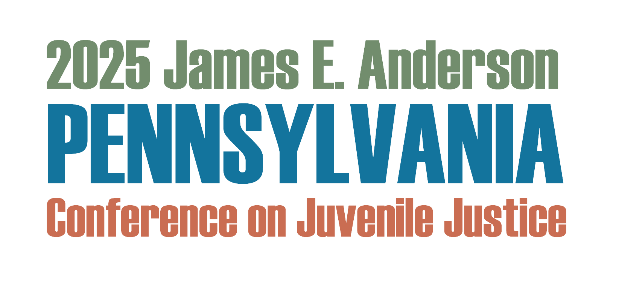 2025 James E. Anderson
PENNSYLVANIA
Conference on Juvenile Justice